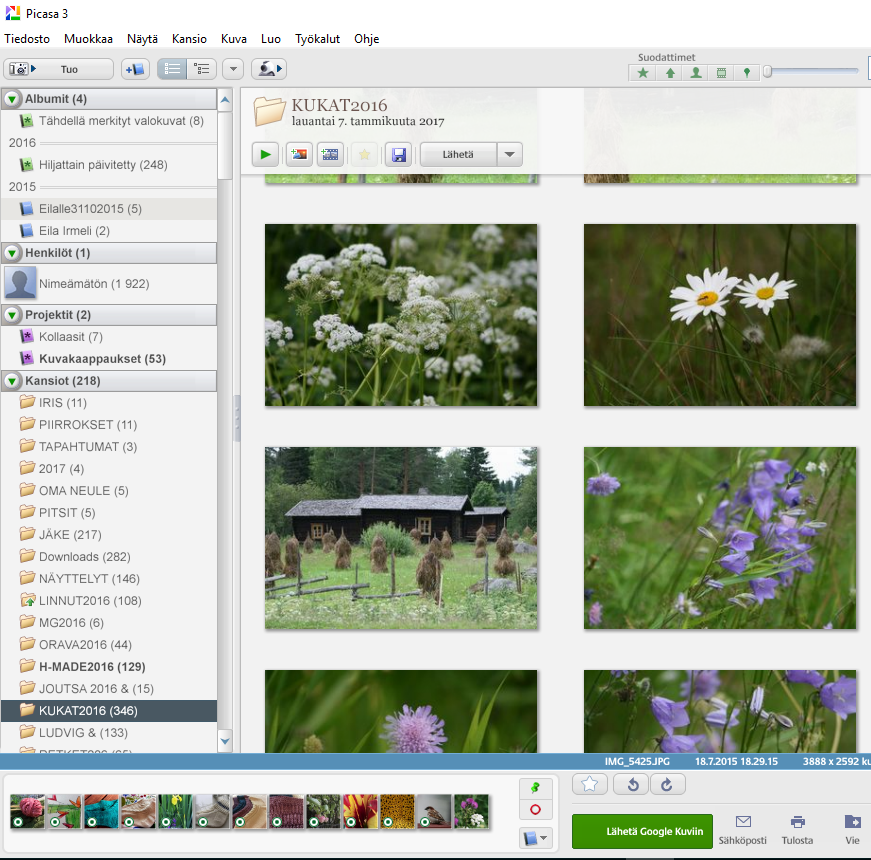 Picasa 3
Tiedosto Muokkaa Näytä Kansio Kuva Luo Työkalut Ohje
Tuo
Suodattimet
Albumit (4)
Tähdellä merkityt valokuvat (8)
2016
Hiljattain päivitetty (248)
2015
Eilalle31102015 (5)
Eila Irmeli (2)
Henkilöt (1)
Nimeämätön (1 922)
Projektit (2)
Kollaasit (7)
Kuvakaappaukset (53)
Kansiot (218)
IRIS (11)
PIIRROKSET (11)
TAPAHTUMAT (3)
2017 (4)
OMA NEULE (5)
PITSIT (5)
JÄKE (217)
Downloads (282)
NÄYTTELYT (146)
LINNUT2016 (108)
MG2016 (6)
ORAVA2016 (44)
H-MADE2016 (129)
JOUTSA 2016 & (15)
KUKAT2016 (346)
LUDVIG & (133)
KUKAT2016
lauantai 7. tammikuuta 2017
Lähetä
IMG_5425.JPG 18.7.2015 18.29.15 3888 x 2592 ku
Lähetä Google Kuviin
Sähköposti Tulosta Vie